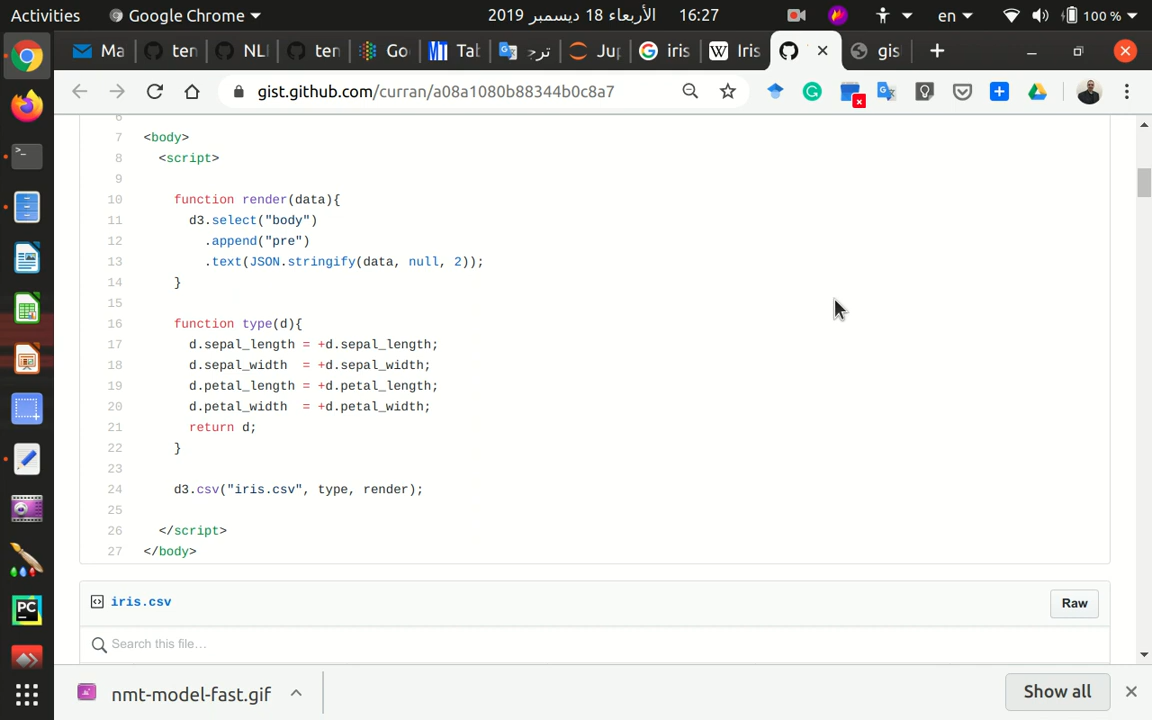 Activities
Google Chrome
الأربعاء 18 ديسمبر 2019
16:27
en
100 %
Ma
ten
NLI
ten
Go
Tab
ترج
Jup
iris
Iris
gis
gist.github.com/curran/a08a1080b88344b0c8a7
6
7 <body>
8 <script>
9
10 function render(data){
11 d3.select("body")
12 .append("pre")
13 .text(JSON.stringify(data, null, 2));
14 }
15
16 function type(d){
17 d.sepal_length = +d.sepal_length;
18 d.sepal_width = +d.sepal_width;
19 d.petal_length = +d.petal_length;
20 d.petal_width = +d.petal_width;
21 return d;
22 }
23
24 d3.csv("iris.csv", type, render);
25
26 </script>
27 </body>
iris.csv
Raw
Search this file…
nmt-model-fast.gif
Show all